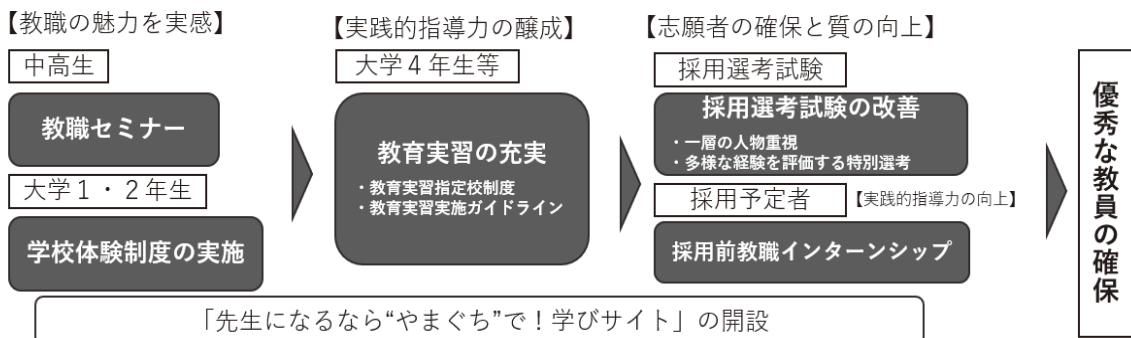 【教職の魅力を実感】
中高生
教職セミナー
大学１・２年生
学校体験制度の実施
【実践的指導力の醸成】
大学４年生等
教育実習の充実
・教育実習指定校制度
・教育実習実施ガイドライン
【志願者の確保と質の向上】
採用選考試験
採用選考試験の改善
・一層の人物重視
・多様な経験を評価する特別選考
採用予定者
【実践的指導力の向上】
採用前教職インターンシップ
優秀な教員の確保
「先生になるなら“やまぐち”で！学びサイト」の開設